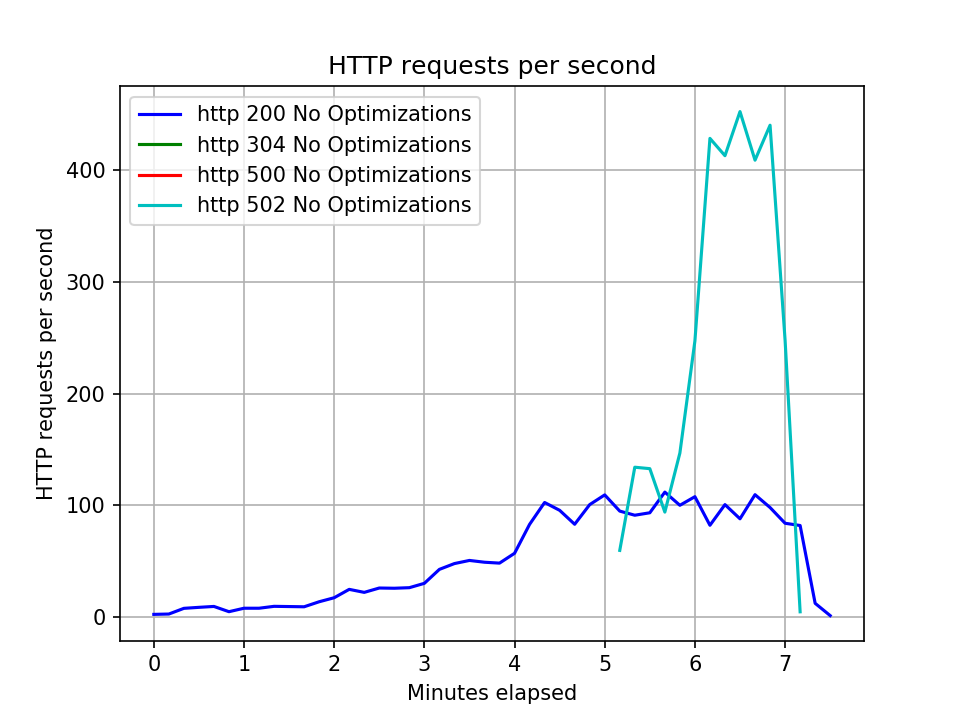 HTTP requests per second
http 200 No Optimizations
http 304 No Optimizations
http 500 No Optimizations
http 502 No Optimizations
HTTP requests per second
400
300
200
100
0
0 1 2 3 4 5 6 7
Minutes elapsed